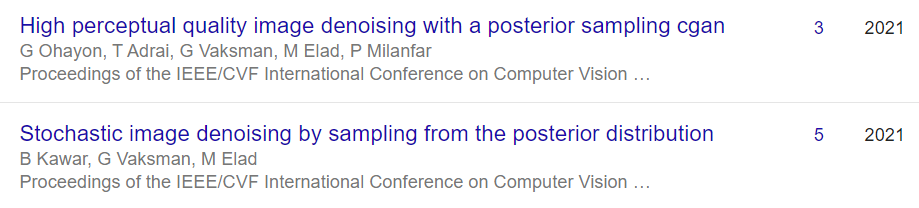 High perceptual quality image denoising with a posterior sampling cgan 3 2021
G Ohayon, T Adrai, G Vaksman, M Elad, P Milanfar
Proceedings of the IEEE/CVF International Conference on Computer Vision …
Stochastic image denoising by sampling from the posterior distribution 5 2021
B Kawar, G Vaksman, M Elad
Proceedings of the IEEE/CVF International Conference on Computer Vision …